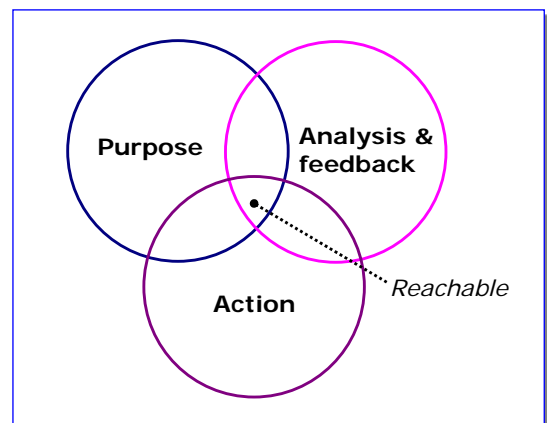 Purpose
Analysis &
feedback
Reachable
Action